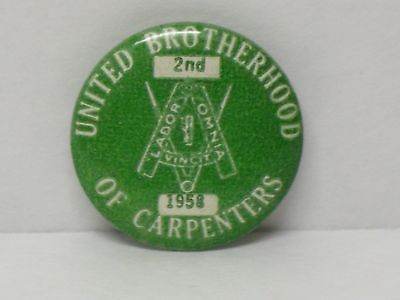 UNITED BROTHERHOOD
2nd
LABOR OMNIA
VINCIT
1958
OF CARPENTERS